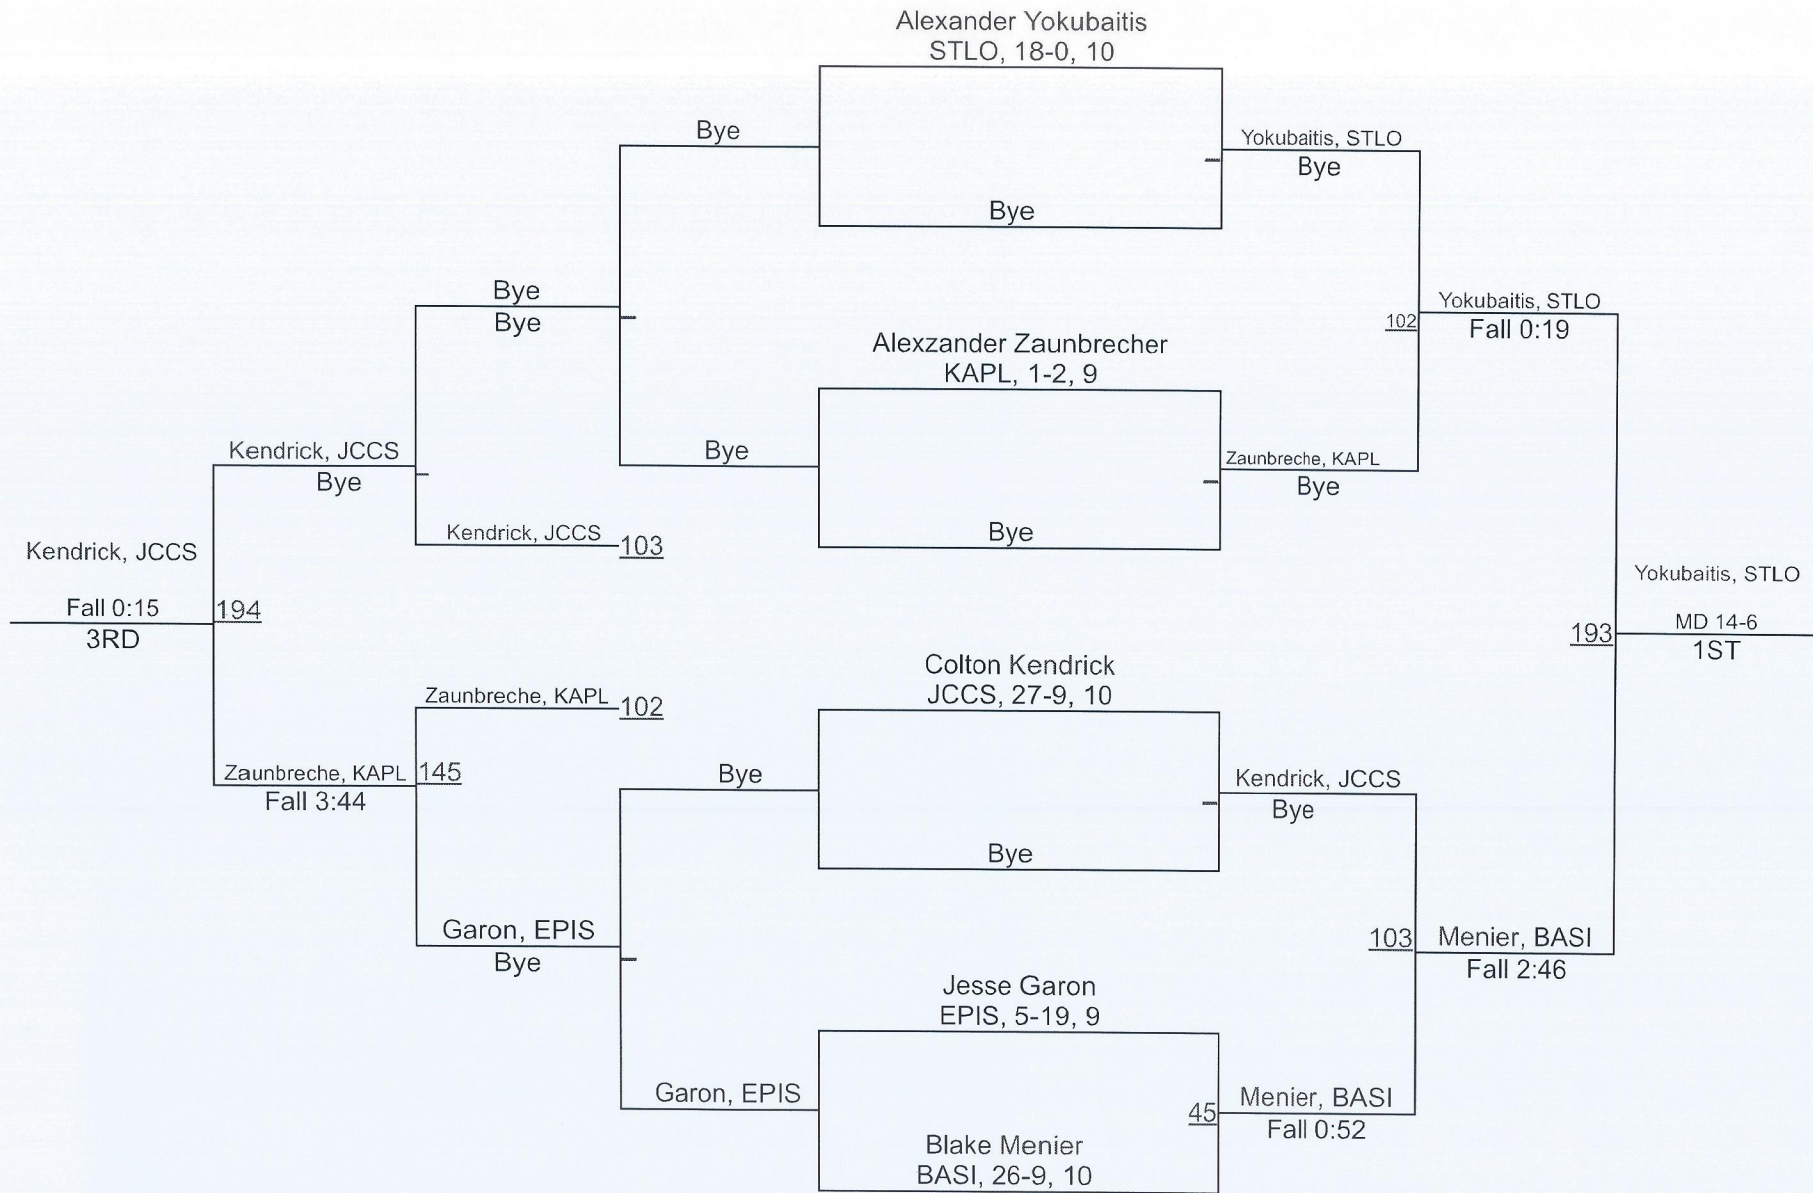 Alexander Yokubaitis
STLO, 18-0, 10
Bye
Yokubaitis, STLO
Bye
Bye
Bye
Bye
Yokubaitis, STLO
102
Fall 0:19
Alexzander Zaunbrecher
KAPL, 1-2, 9
Kendrick, JCCS
Bye
Bye
Zaunbreche, KAPL
Bye
Kendrick, JCCS
103
Bye
Kendrick, JCCS
Fall 0:15
194
3RD
Yokubaitis, STLO
193
MD 14-6
1ST
Colton Kendrick
JCCS, 27-9, 10
Zaunbreche, KAPL
102
Zaunbreche, KAPL
145
Fall 3:44
Bye
Kendrick, JCCS
Bye
Bye
Garon, EPIS
Bye
103
Menier, BASI
Fall 2:46
Jesse Garon
EPIS, 5-19, 9
Garon, EPIS
45
Menier, BASI
Fall 0:52
Blake Menier
BASI, 26-9, 10